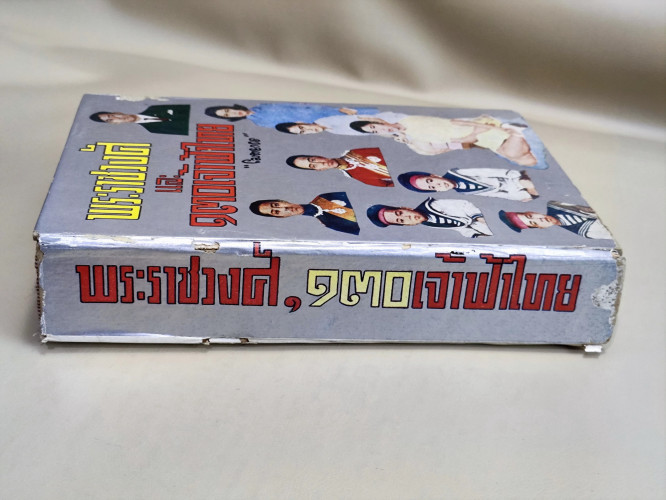 พระราชวงศ์
และ
๑๓๐เจ้าฟ้าไทย
พระราชวงศ์, ๑๓๐เจ้าฟ้าไทย